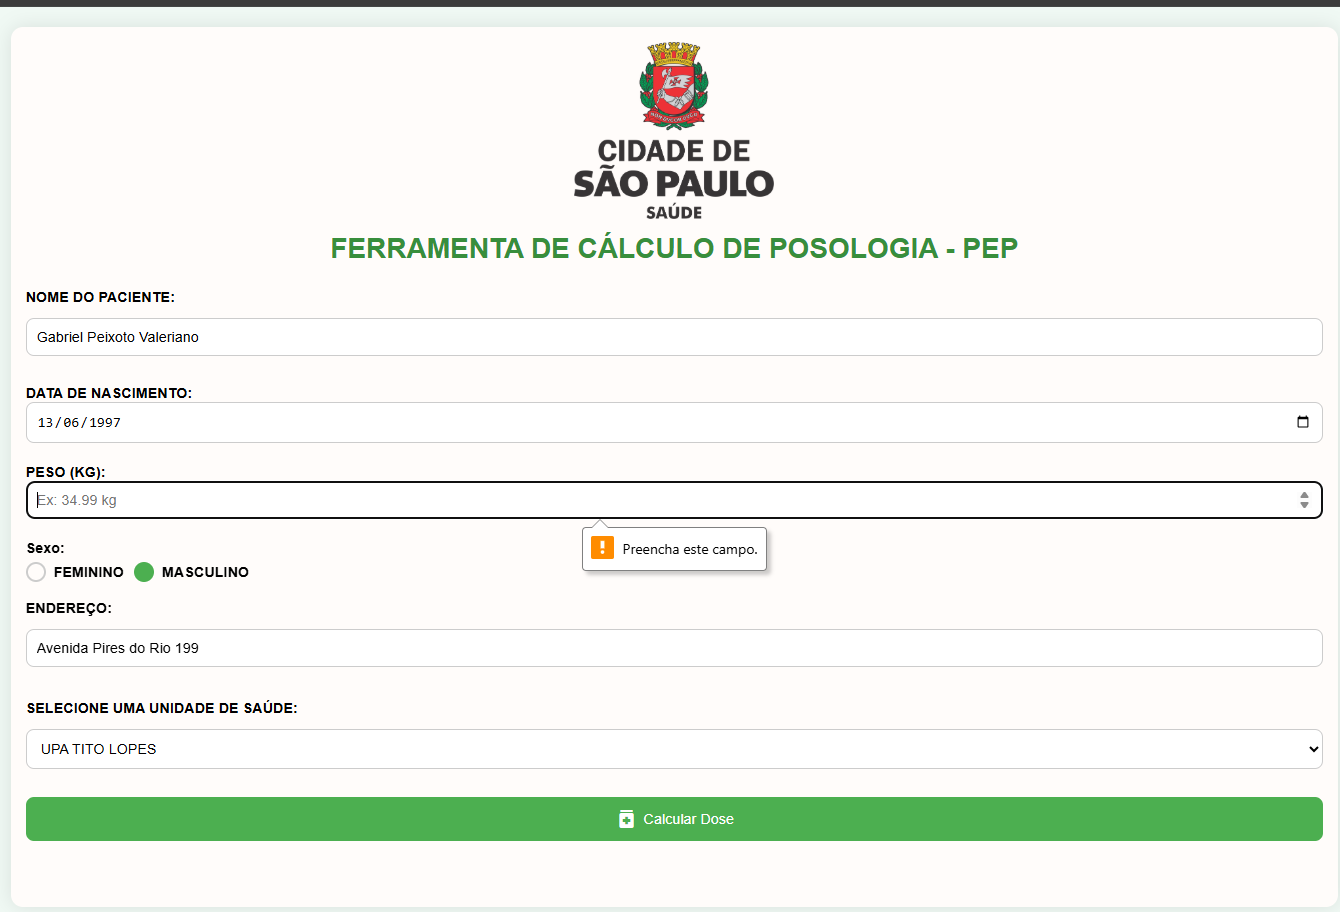 CIDADE DE
SÃO PAULO
SAÚDE
FERRAMENTA DE CÁLCULO DE POSOLOGIA - PEP
NOME DO PACIENTE:
Gabriel Peixoto Valeriano
DATA DE NASCIMENTO:
13/06/1997
PESO (KG):
Ex: 34.99 kg
Preencha este campo.
Sexo:
FEMININO MASCULINO
ENDEREÇO:
Avenida Pires do Rio 199
SELECIONE UMA UNIDADE DE SAÚDE:
UPA TITO LOPES
Calcular Dose